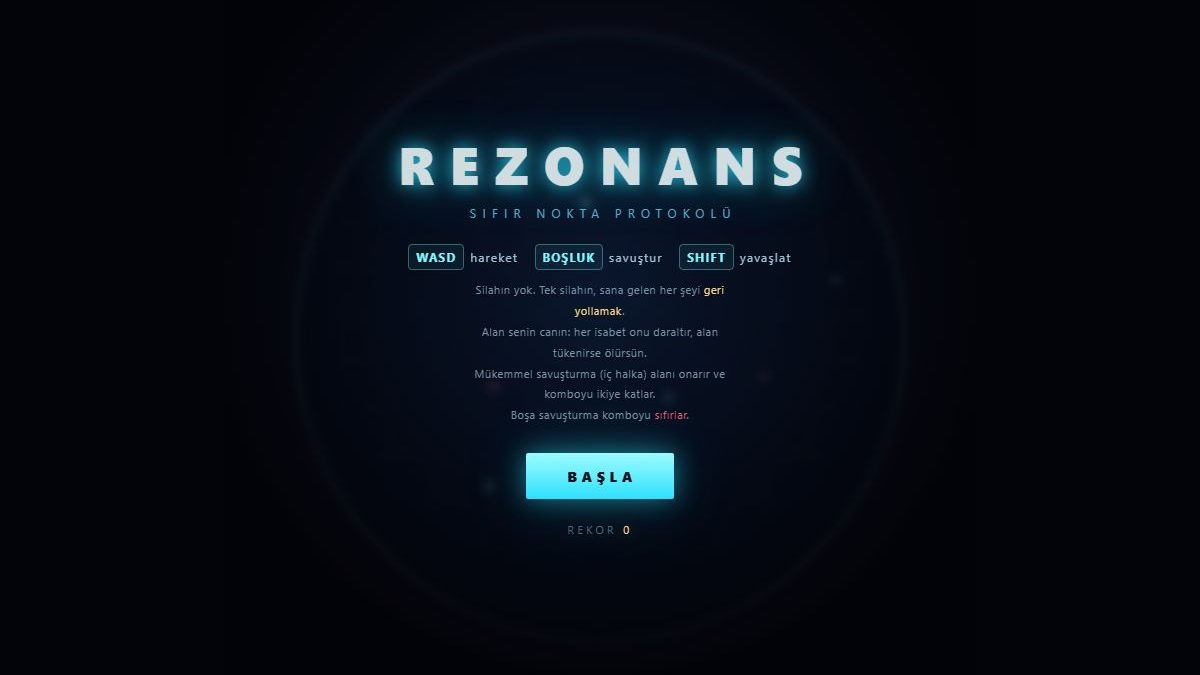 REZONANS
SIFIR NOKTA PROTOKOLÜ
WASD hareket BOŞLUK savuştur SHIFT yavaşlat
Silahın yok. Tek silahın, sana gelen her şeyi geri
yollamak.
Alan senin canın: her isabet onu daraltır, alan
tükenirse ölürsün.
Mükemmel savuşturma (iç halka) alanı onarır ve
komboyu ikiye katlar.
Boşa savuşturma komboyu sıfırlar.
BAŞLA
REKOR 0